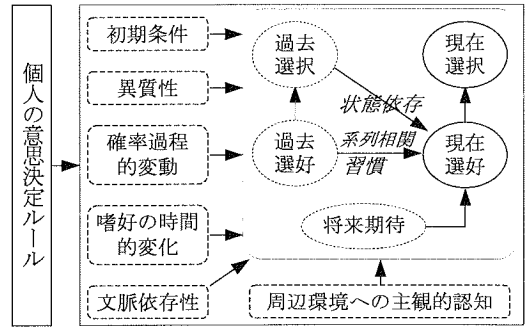 個人の意思決定ルール
初期条件
異質性
確率過程
的変動
嗜好の時間
的変化
文脈依存性
過去
選択
過去
選好
状態依存
系列相関
習慣
現在
選択
現在
選好
将来期待
周辺環境への主観的認知